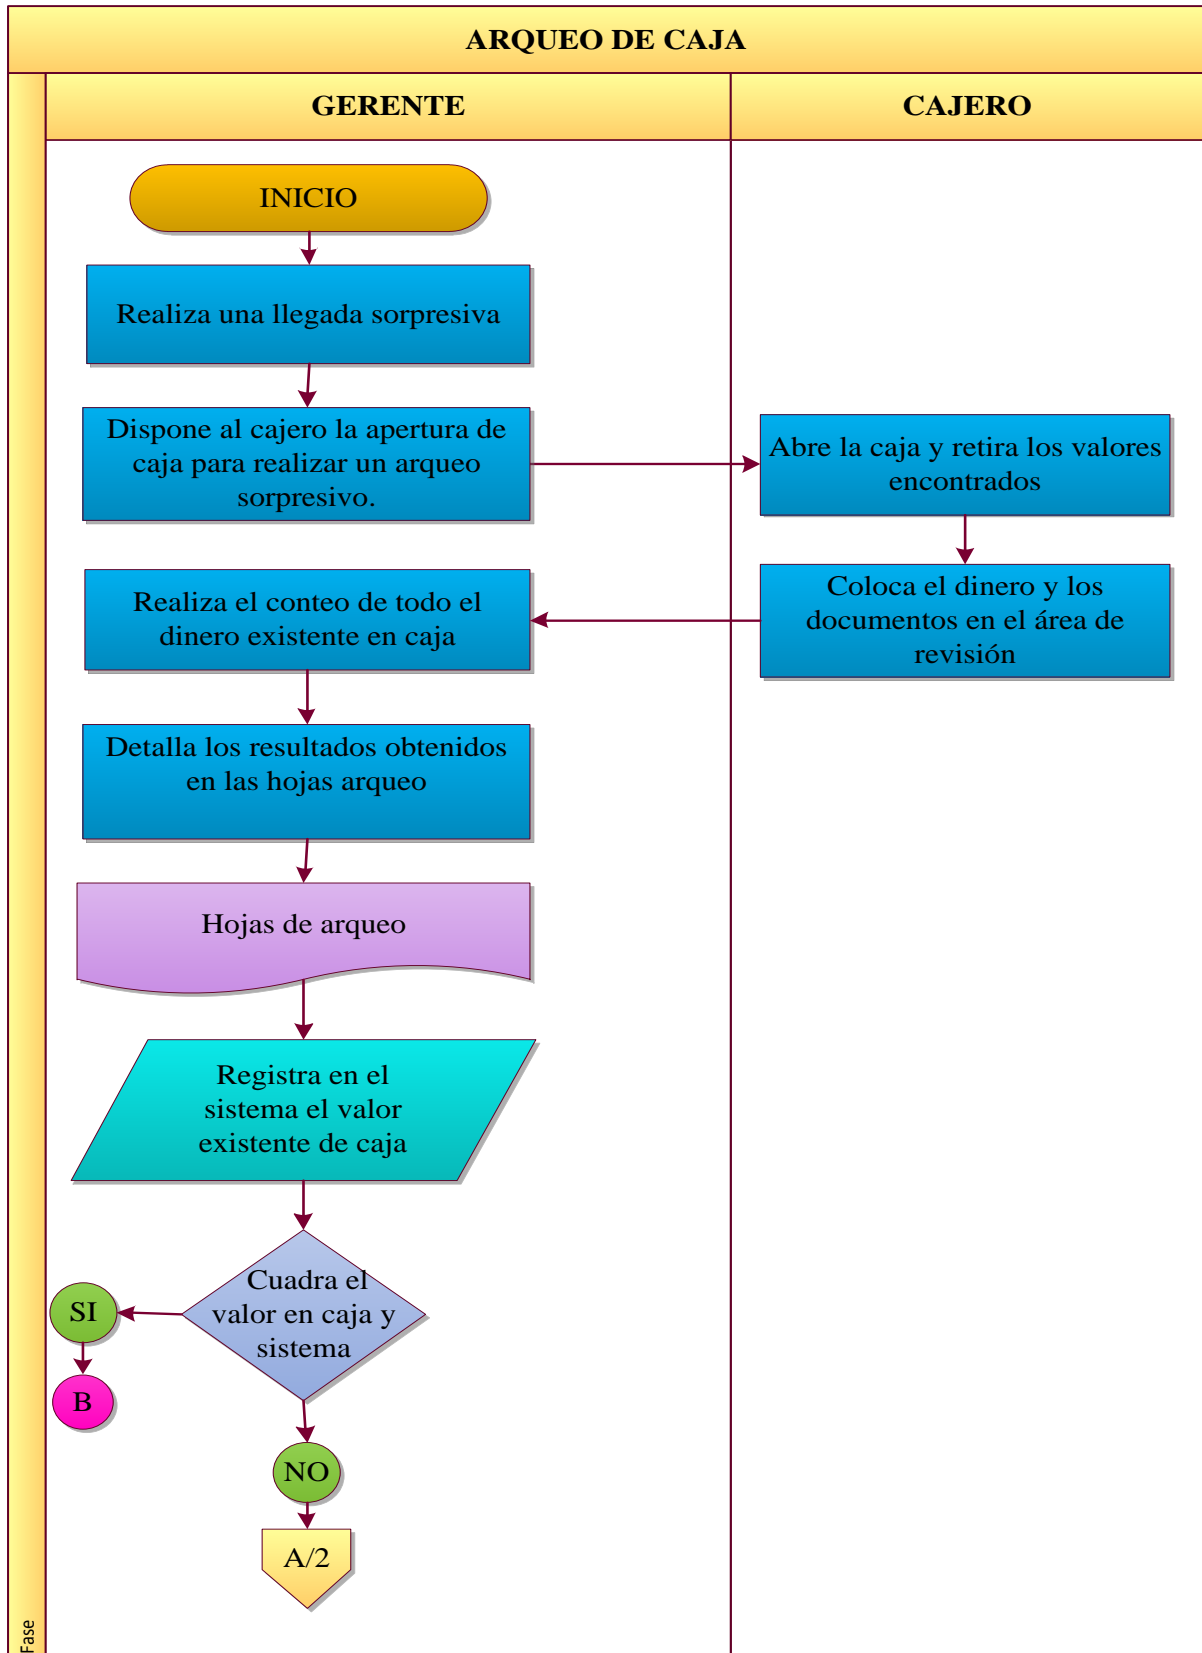 ARQUEO DE CAJA
GERENTE
CAJERO
INICIO
Realiza una llegada sorpresiva
Dispone al cajero la apertura de
caja para realizar un arqueo
sorpresivo.
Abre la caja y retira los valores
encontrados
Coloca el dinero y los
documentos en el área de
revisión
Realiza el conteo de todo el
dinero existente en caja
Detalla los resultados obtenidos
en las hojas arqueo
Hojas de arqueo
Registra en el
sistema el valor
existente de caja
Cuadra el
valor en caja y
sistema
SI
B
NO
A/2
Fase